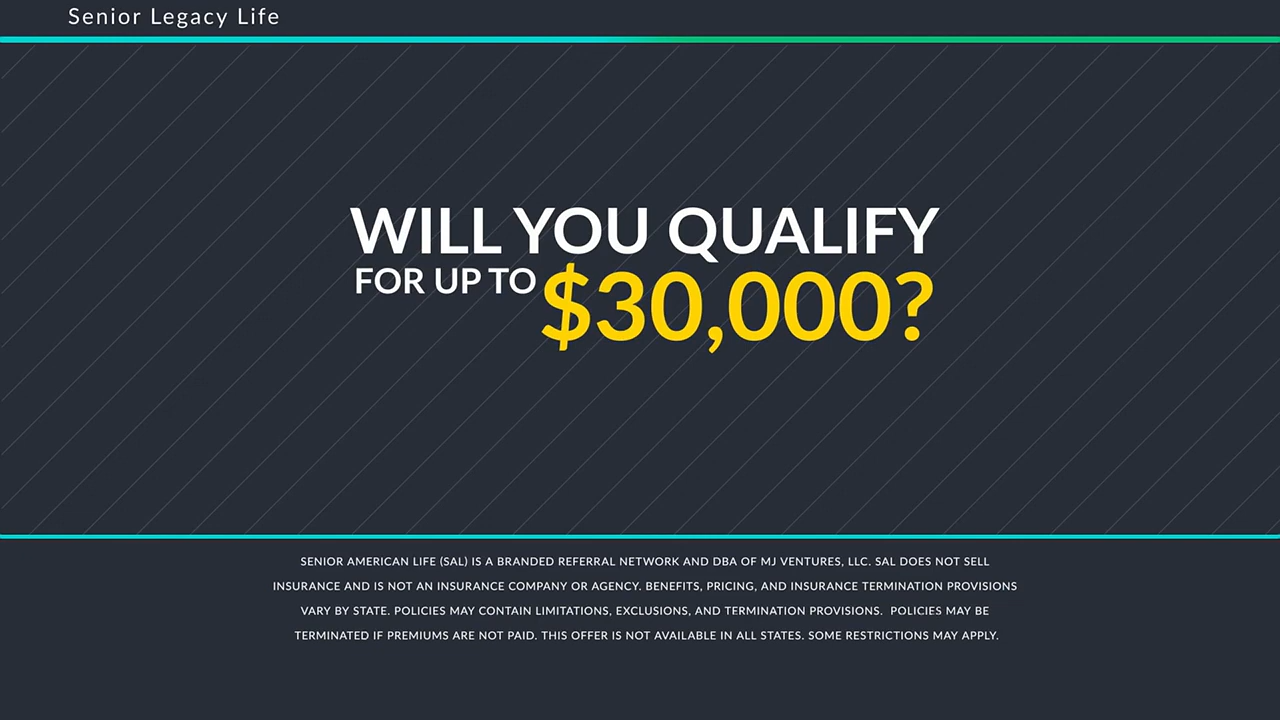 Senior Legacy Life
WILL YOU QUALIFY
FOR UP TO $30,000?
SENIOR AMERICAN LIFE (SAL) IS A BRANDED REFERRAL NETWORK AND DBA OF MJ VENTURES, LLC. SAL DOES NOT SELL
INSURANCE AND IS NOT AN INSURANCE COMPANY OR AGENCY. BENEFITS, PRICING, AND INSURANCE TERMINATION PROVISIONS
VARY BY STATE. POLICIES MAY CONTAIN LIMITATIONS, EXCLUSIONS, AND TERMINATION PROVISIONS. POLICIES MAY BE
TERMINATED IF PREMIUMS ARE NOT PAID. THIS OFFER IS NOT AVAILABLE IN ALL STATES. SOME RESTRICTIONS MAY APPLY.